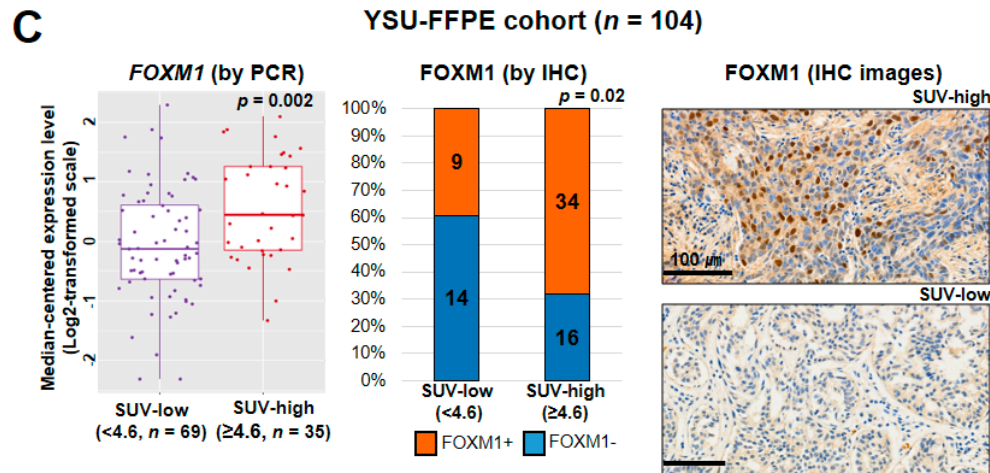 C
YSU-FFPE cohort (n = 104)
FOXM1 (by PCR)
p = 0.002
Median-centered expression level
(Log2-transformed scale)
2
1
0
-1
-2
SUV-low
(<4.6, n = 69)
SUV-high
(≥4.6, n = 35)
FOXM1 (by IHC)
p = 0.02
100%
90%
80%
70%
60%
50%
40%
30%
20%
10%
0%
9
14
34
16
SUV-low
(<4.6)
SUV-high
(≥4.6)
FOXM1+
FOXM1-
FOXM1 (IHC images)
SUV-high
100 ㎛
SUV-low